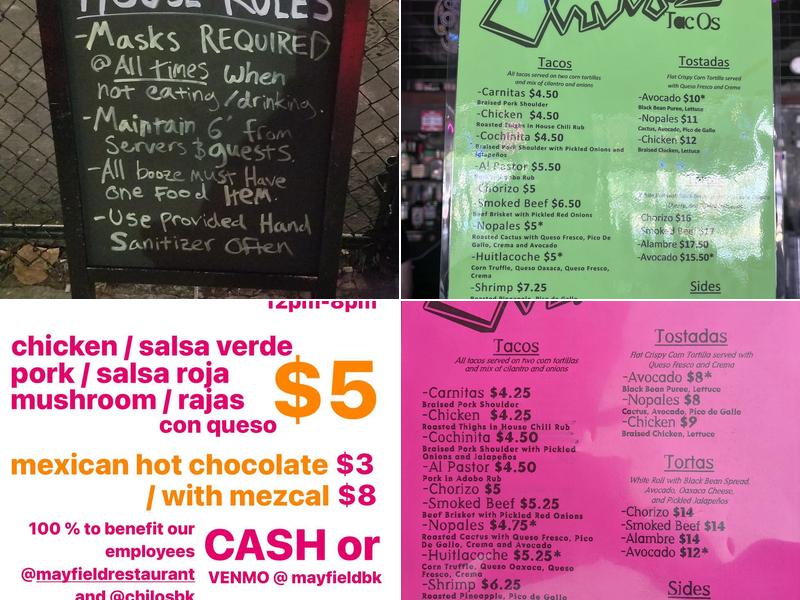 HOUSE RULES
-Masks REQUIRED
@ All times when
not eating/drinking.
-Maintain 6' from
Servers & guests.
-All booze must Have
one Food Item.
-Use Provided Hand
Sanitizer Often
TacOs
Tacos
All tacos served on two corn tortillas
and mix of cilantro and onions
-Carnitas $4.50
Braised Pork Shoulder
-Chicken $4.50
Roasted Thighs in House Chili Rub
-Cochinita $4.50
Braised Pork Shoulder with Pickled Onions and
Jalapeños
-Al Pastor $5.50
Pork in Adobo Rub
-Chorizo $5
-Smoked Beef $6.50
Beef Brisket with Pickled Red Onions
-Nopales $5*
Roasted Cactus with Queso Fresco, Pico De
Gallo, Crema and Avocado
-Huitlacoche $5*
Corn Truffle, Queso Oaxaca, Queso Fresco,
Crema
-Shrimp $7.25
Roasted Pineapple, Pico de Gallo
Tostadas
Flat Crispy Corn Tortilla served
with Queso Fresco and Crema
-Avocado $10*
Black Bean Puree, Lettuce
-Nopales $11
Cactus, Avocado, Pico de Gallo
-Chicken $12
Braised Chicken, Lettuce
Chorizo $16
Smoked Beef $17
-Alambre $17.50
-Avocado $15.50*
Sides
12pm-8pm
chicken / salsa verde
pork / salsa roja
mushroom / rajas
con queso
$5
mexican hot chocolate $3
/ with mezcal $8
100 % to benefit our
employees
@mayfieldrestaurant
and @chilosbk
CASH or
VENMO @ mayfieldbk
Tacos
All tacos served on two corn tortillas
and mix of cilantro and onions
-Carnitas $4.25
Braised Pork Shoulder
-Chicken $4.25
Roasted Thighs in House Chili Rub
-Cochinita $4.50
Braised Pork Shoulder with Pickled
Onions and Jalapeños
-Al Pastor $4.50
Pork in Adobo Rub
-Chorizo $5
-Smoked Beef $5.25
Beef Brisket with Pickled Red Onions
-Nopales $4.75*
Roasted Cactus with Queso Fresco, Pico
De Gallo, Crema and Avocado
-Huitlacoche $5.25*
Corn Truffle, Queso Oaxaca, Queso
Fresco, Crema
-Shrimp $6.25
Roasted Pineapple, Pico de Gallo
Tostadas
Flat Crispy Corn Tortilla served with
Queso Fresco and Crema
-Avocado $8*
Black Bean Puree, Lettuce
-Nopales $8
Cactus, Avocado, Pico de Gallo
-Chicken $9
Braised Chicken, Lettuce
Tortas
White Roll with Black Bean Spread,
Avocado, Oaxaca Cheese,
and Pickled Jalapeños
-Chorizo $14
-Smoked Beef $14
-Alambre $14
-Avocado $12*
Sides